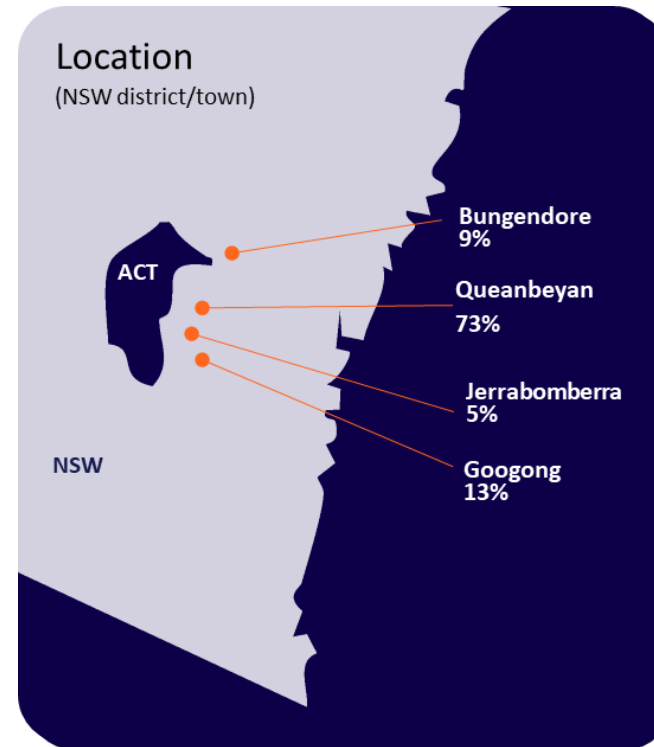 Location
(NSW district/town)
Bungendore
9%
ACT
Queanbeyan
73%
Jerrabomberra
5%
NSW
Googong
13%